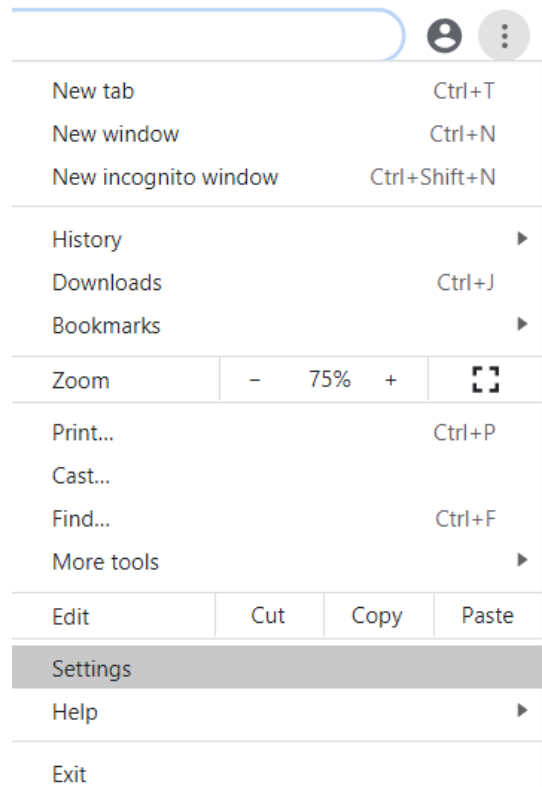 New tab Ctrl+T
New window Ctrl+N
New incognito window Ctrl+Shift+N
History
Downloads Ctrl+J
Bookmarks
Zoom - 75% +
Print... Ctrl+P
Cast...
Find... Ctrl+F
More tools
Edit Cut Copy Paste
Settings
Help
Exit